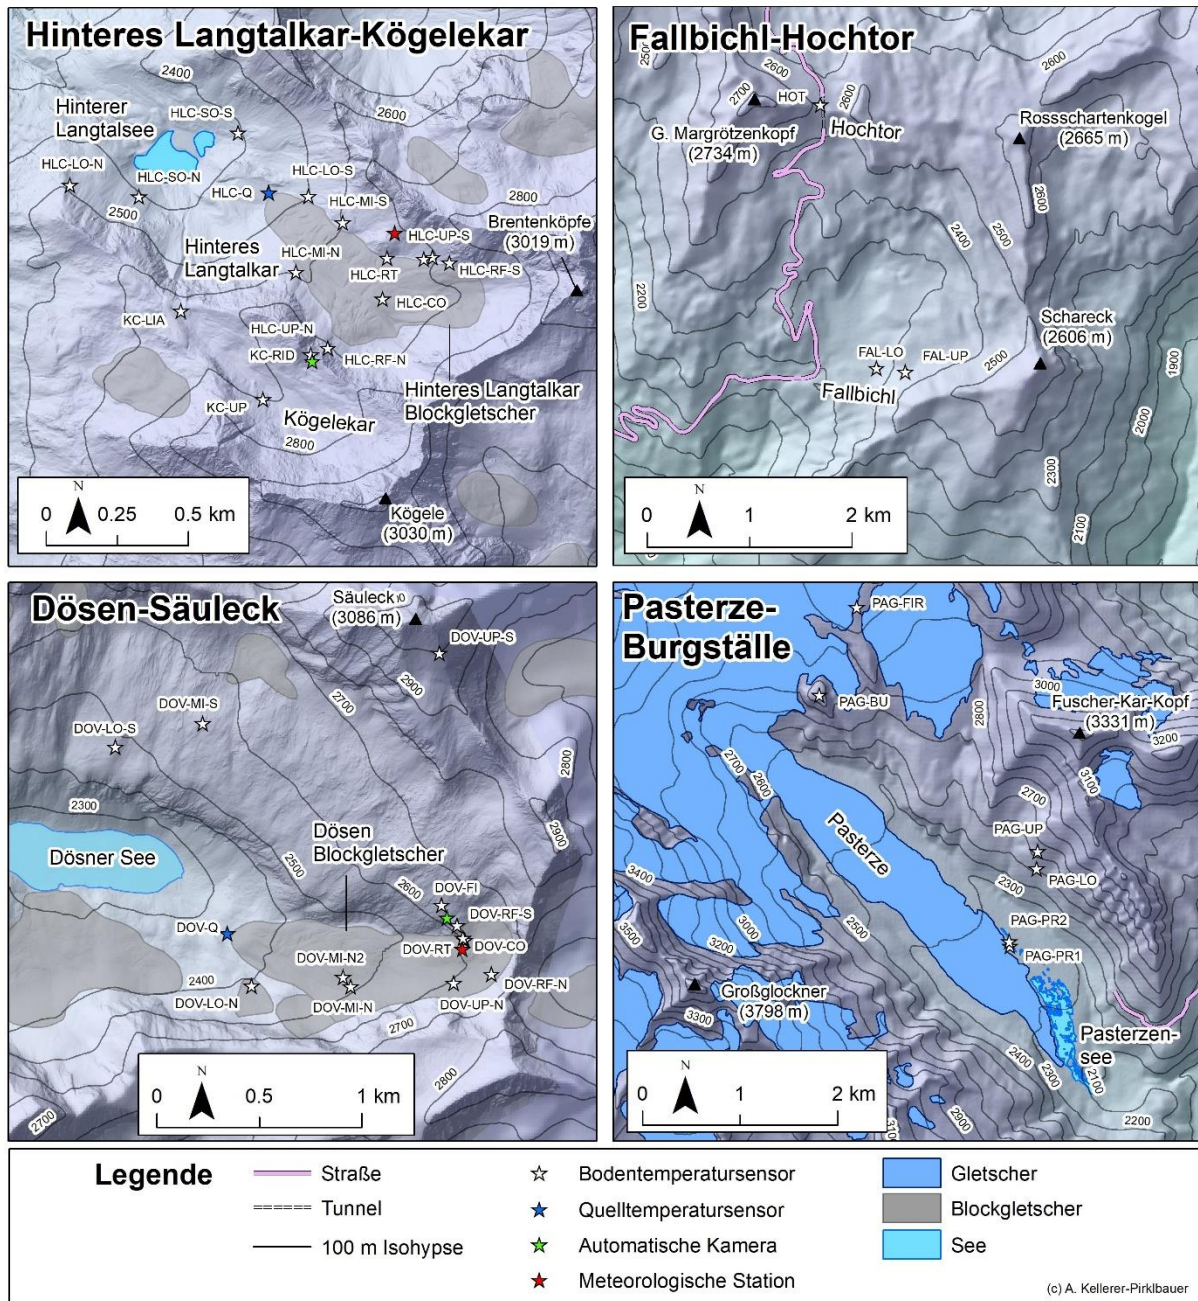 Hinteres Langtalkar-Kögelekar
2400
2600
Hinterer
Langtalsee
HLC-SO-S
HLC-LO-N
HLC-SO-N
HLC-Q
HLC-LO-S
2800
2500
HLC-MI-S
Brentenköpfe
(3019 m)
Hinteres
Langtalkar
HLC-MI-N
HLC-UP-S
HLC-RT
HLC-RF-S
HLC-CO
KC-LIA
HLC-UP-N
KC-RID
HLC-RF-N
Hinteres Langtalkar
Blockgletscher
KC-UP
Kögelekar
2800
N
0 0.25 0.5 km
Kögele
(3030 m)
Fallbichl-Hochtor
2500
2600
2600
2700
HOT
2600
G. Margrötzenkopf
(2734 m)
Hochtor
Rossschartenkogel
(2665 m)
2600
2400
2500
2200
Schareck
(2606 m)
FAL-LO
FAL-UP
2500
1900
Fallbichl
2000
2300
2100
N
0 1 2 km
Dösen-Säuleck
Säuleck
(3086 m)
DOV-UP-S
2900
2700
DOV-MI-S
DOV-LO-S
2800
2300
2900
Dösen
Blockgletscher
Dösner See
2500
2600
DOV-FI
DOV-RF-S
DOV-Q
DOV-RT
DOV-CO
DOV-MI-N2
2400
DOV-LO-N
DOV-MI-N
DOV-UP-N
DOV-RF-N
2700
2800
N
0 0.5 1 km
2700
Pasterze-
Burgställe
PAG-FIR
3000
PAG-BU
2800
Fuscher-Kar-Kopf
(3331 m)
3200
2700
2600
3100
2700
Pasterze
PAG-UP
PAG-LO
2300
3400
2500
3000
PAG-PR2
PAG-PR1
3500
3200
Großglockner
(3798 m)
3300
Pasterzen-
see
2400
2300
2100
2200
N
0 1 2 km
2900
3100
Legende
Straße
Tunnel
100 m Isohypse
Bodentemperatursensor
Quelltemperatursensor
Automatische Kamera
Meteorologische Station
Gletscher
Blockgletscher
See
(c) A. Kellerer-Pirklbauer